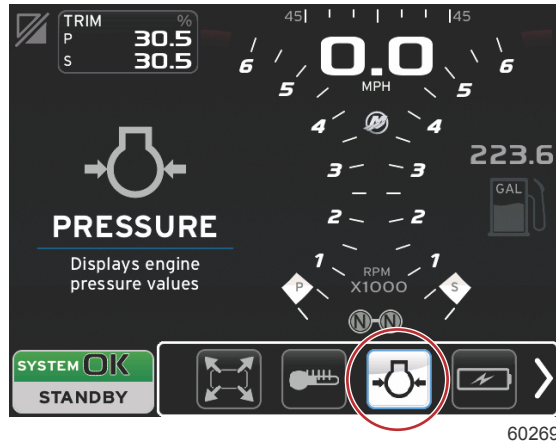 TRIM %
P 30.5
S 30.5
45 45
0.0
MPH
6 6
5 5
4 4
3 3
2 2
1 1
RPM
X1000
P S
N N
223.6
GAL
PRESSURE
Displays engine
pressure values
SYSTEM OK
STANDBY
60269